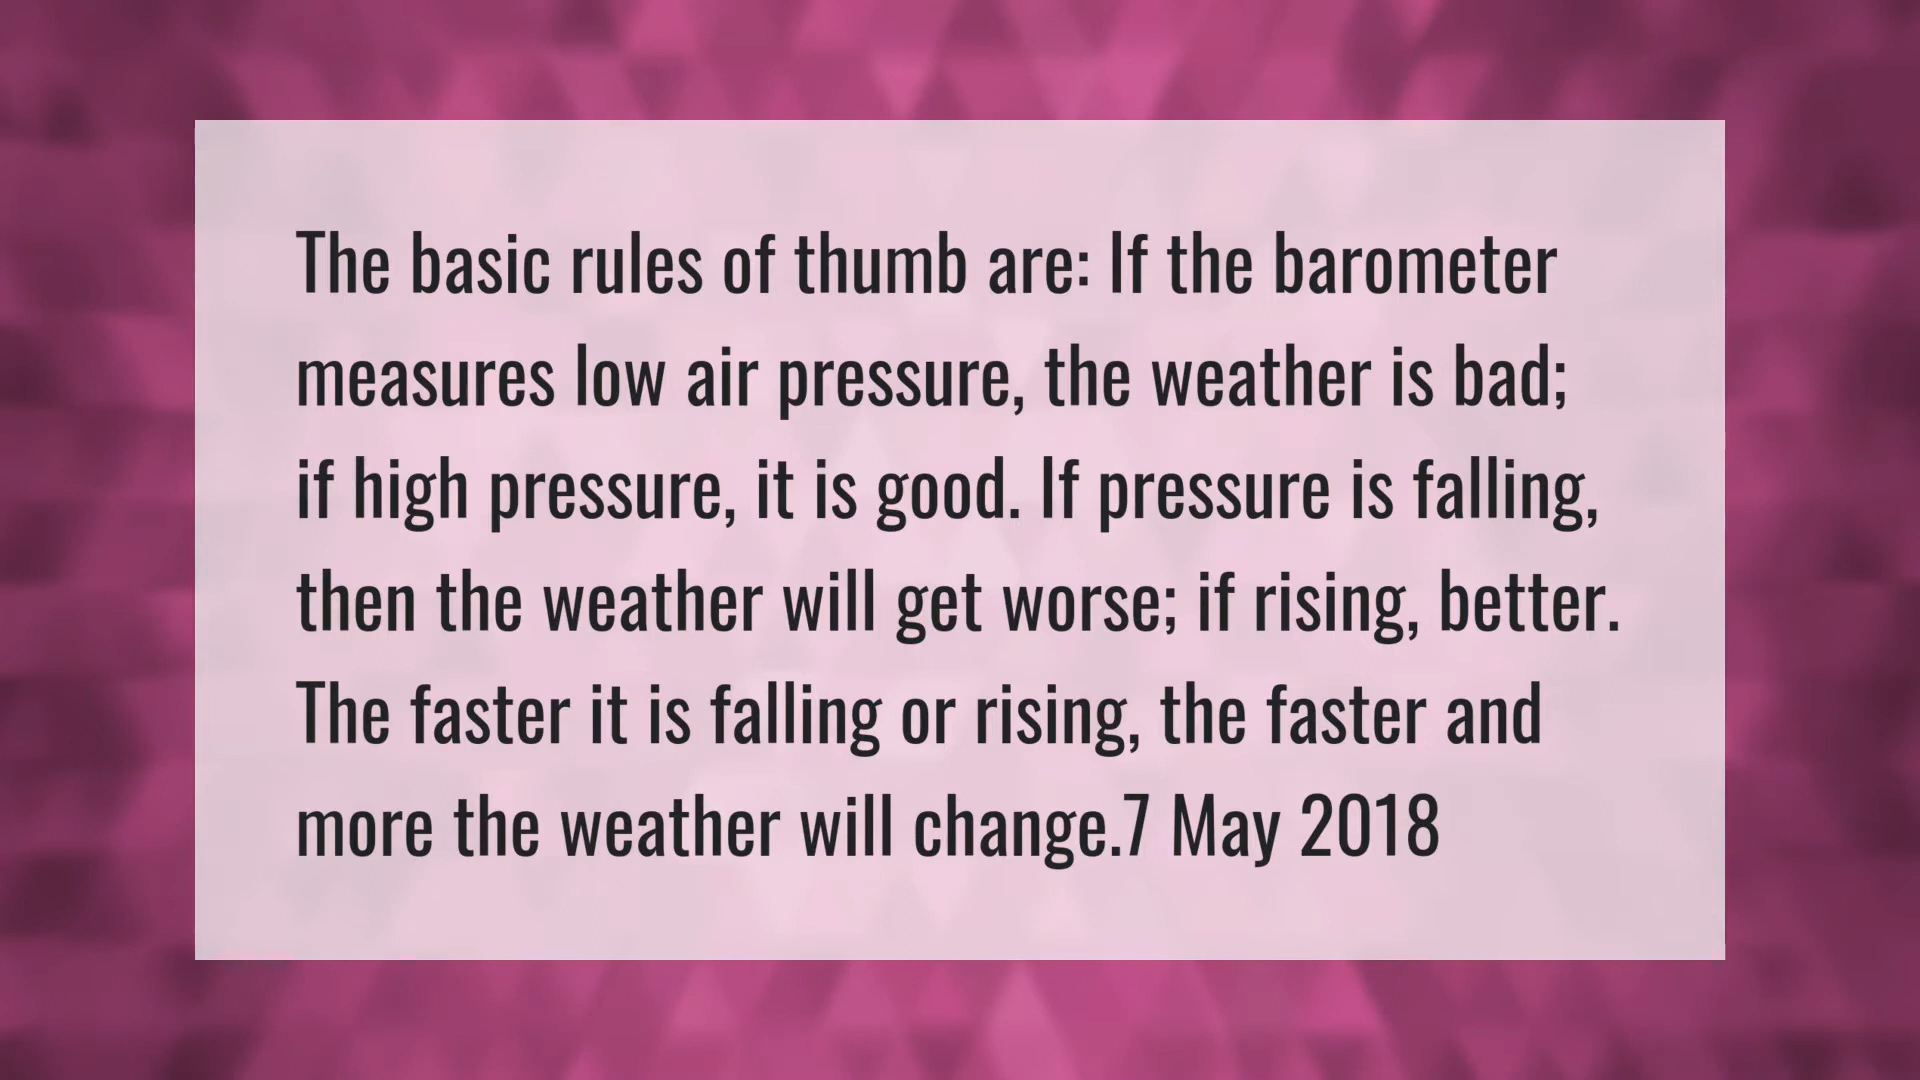 The basic rules of thumb are: If the barometer
measures low air pressure, the weather is bad;
if high pressure, it is good. If pressure is falling,
then the weather will get worse; if rising, better.
The faster it is falling or rising, the faster and
more the weather will change.7 May 2018